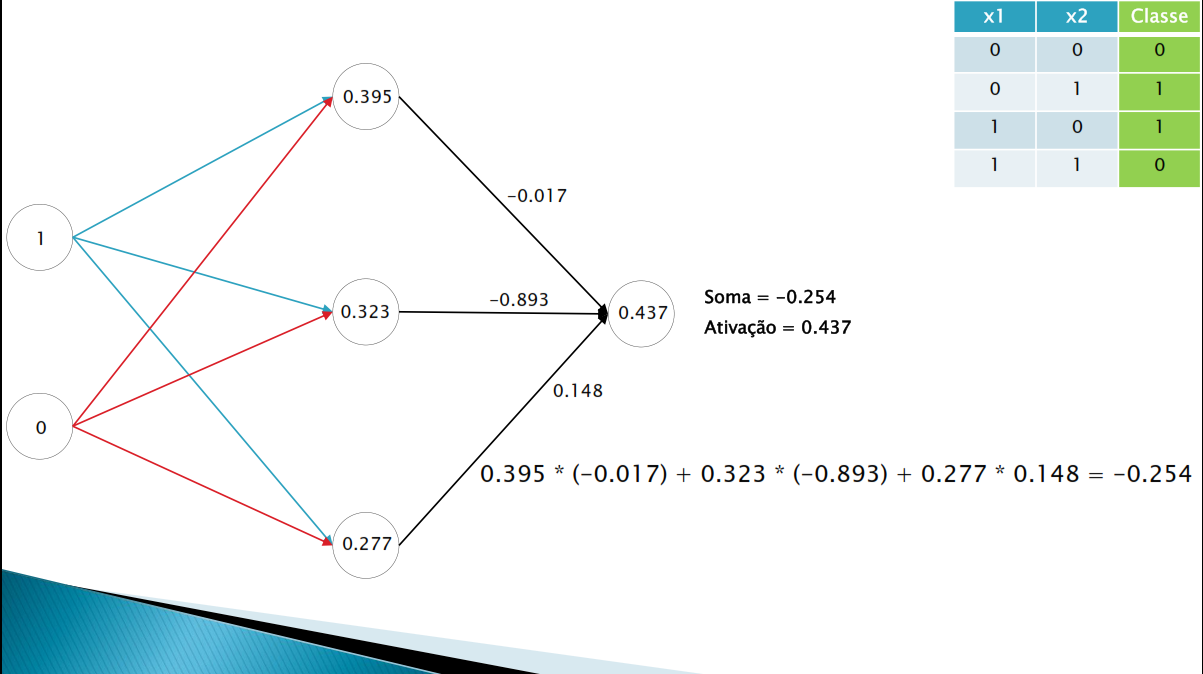 x1 x2 Classe
0 0 0
0 1 1
1 0 1
1 1 0
0.395
-0.017
1
0.323
-0.893
0.437
Soma = -0.254
Ativação = 0.437
0.148
0
0.395 * (-0.017) + 0.323 * (-0.893) + 0.277 * 0.148 = -0.254
0.277